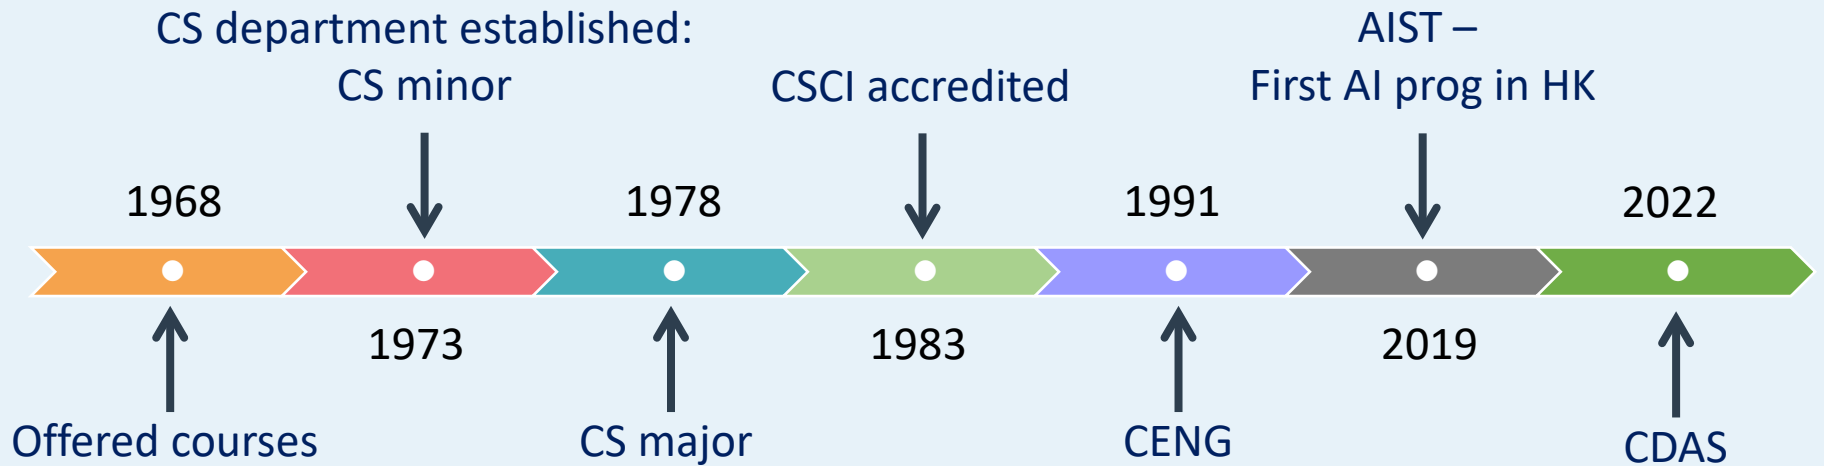 CS department established:
CS minor
CSCI accredited
AIST –
First AI prog in HK
1968
1978
1991
2022
1973
1983
2019
Offered courses
CS major
CENG
CDAS